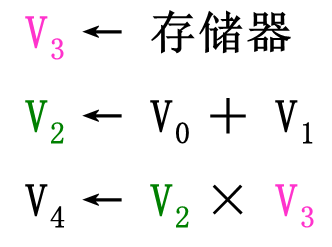 V₃ ← 存储器
V₂ ← V₀ + V₁
V₄ ← V₂ × V₃